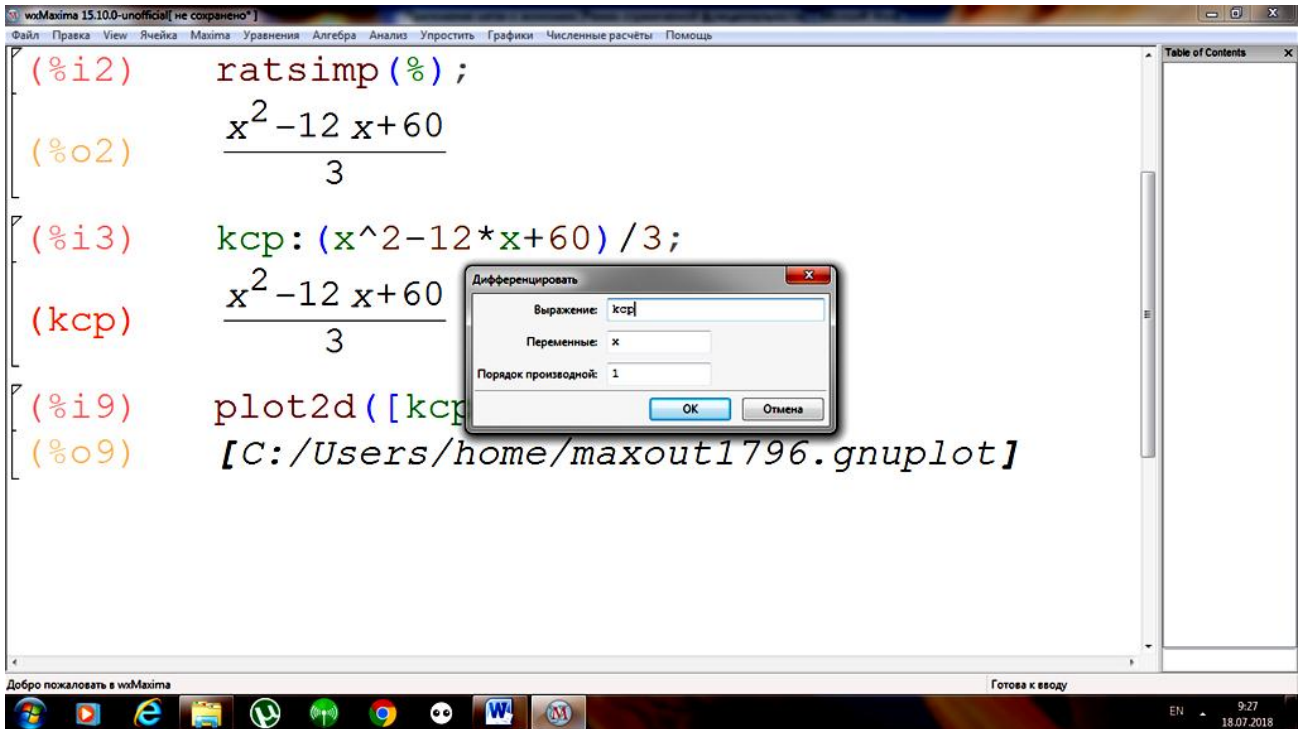 wxMaxima 15.10.0-unofficial[ не сохранено* ]
Файл Правка View Ячейка Maxima Уравнения Алгебра Анализ Упростить Графики Численные расчёты Помощь
Table of Contents x
(%i2) ratsimp(%);
(%o2) x^2-12 x+60
3
(%i3) kcp:(x^2-12*x+60)/3;
(kcp) x^2-12 x+60
3
Дифференцировать
Выражение: kcp
Переменные: x
Порядок производной: 1
OK Отмена
(%i9) plot2d([kcp
(%o9) [C:/Users/home/maxout1796.gnuplot]
Добро пожаловать в wxMaxima Готова к вводу
EN 9:27
18.07.2018